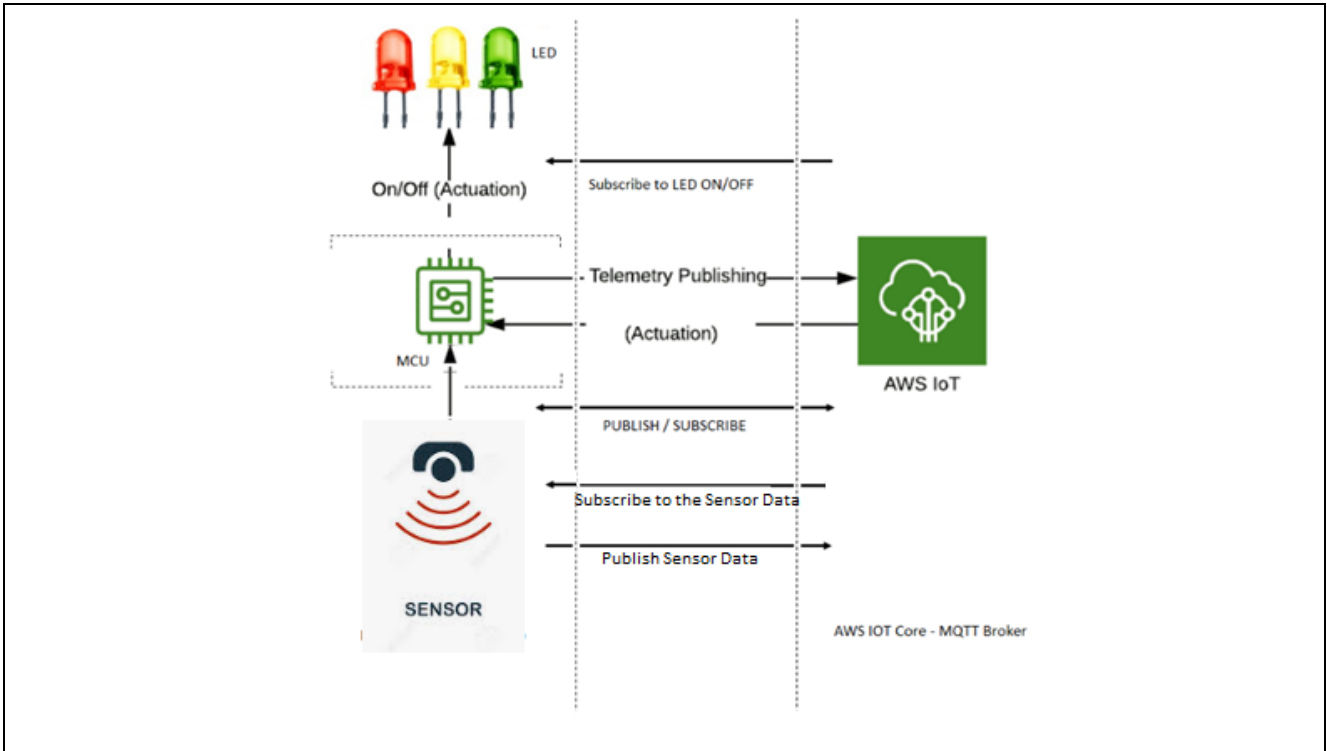 LED
Subscribe to LED ON/OFF
On/Off (Actuation)
Telemetry Publishing
(Actuation)
MCU
AWS IoT
PUBLISH / SUBSCRIBE
Subscribe to the Sensor Data
Publish Sensor Data
SENSOR
AWS IOT Core - MQTT Broker